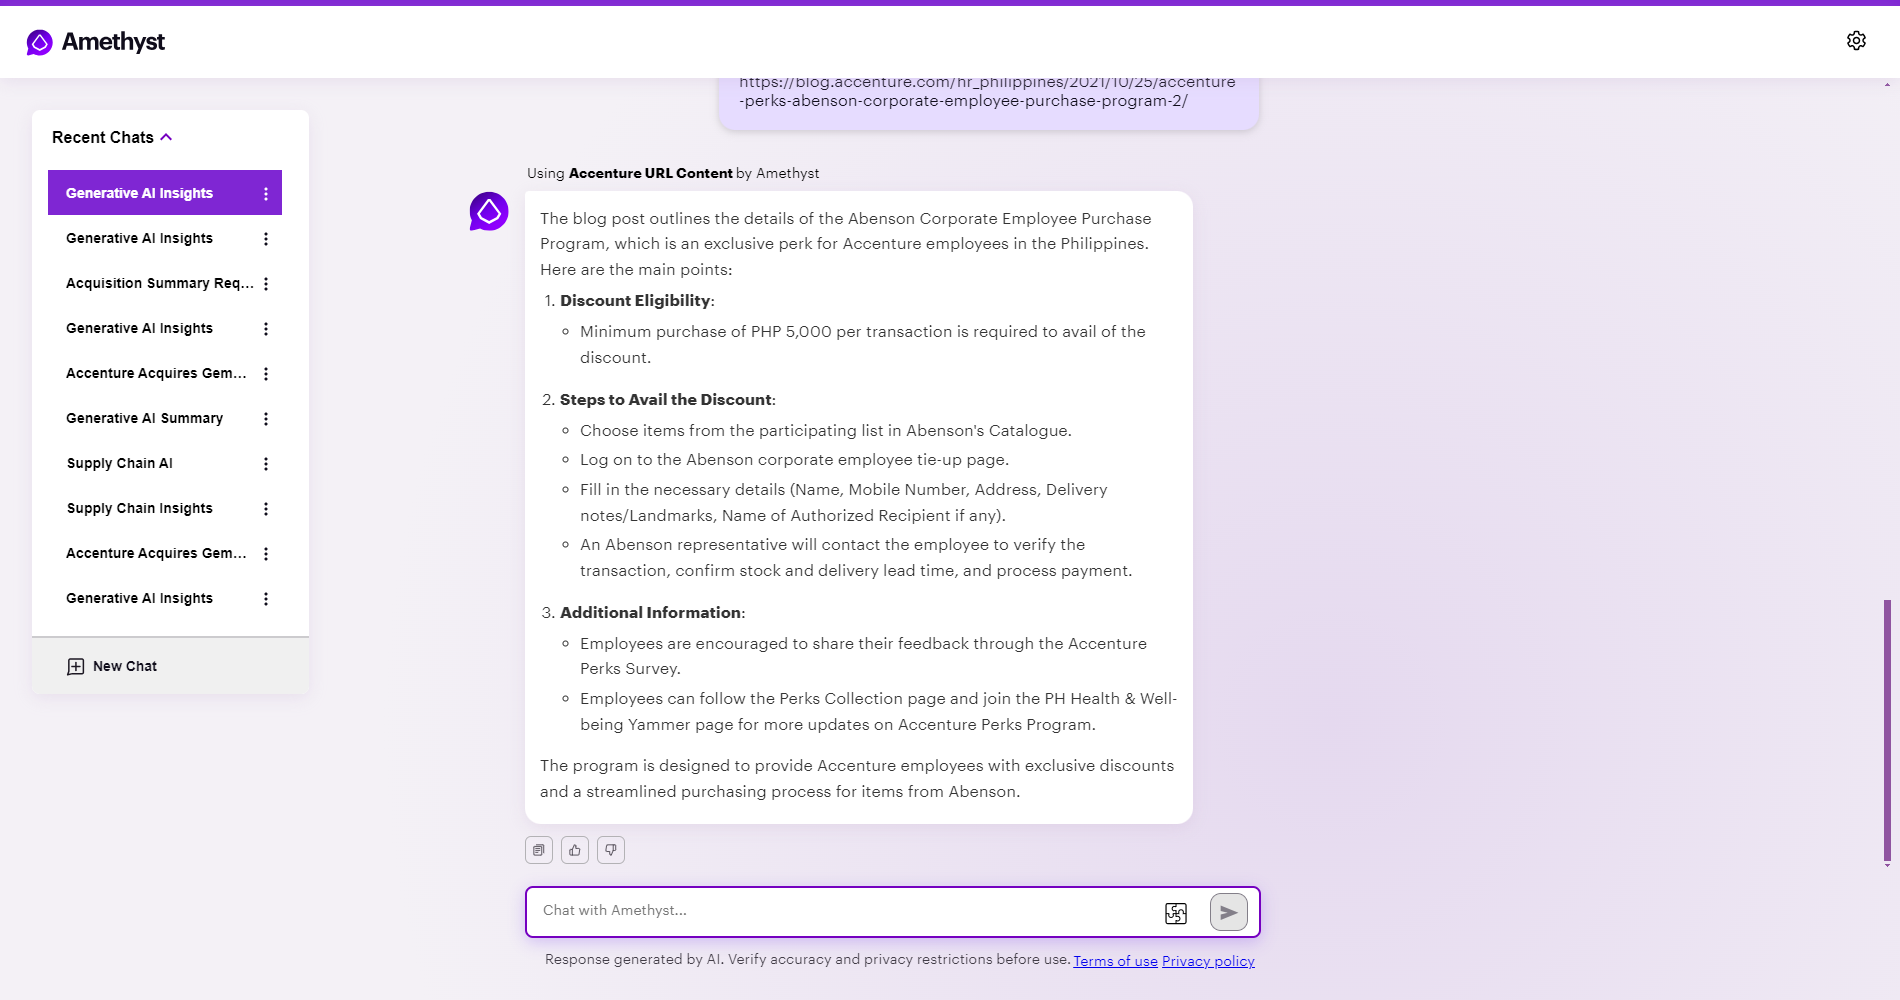 Amethyst
https://blog.accenture.com/hr_philippines/2021/10/25/accenture
-perks-abenson-corporate-employee-purchase-program-2/
Recent Chats
Generative AI Insights
Generative AI Insights
Acquisition Summary Req...
Generative AI Insights
Accenture Acquires Gem...
Generative AI Summary
Supply Chain AI
Supply Chain Insights
Accenture Acquires Gem...
Generative AI Insights
New Chat
Using Accenture URL Content by Amethyst
The blog post outlines the details of the Abenson Corporate Employee Purchase
Program, which is an exclusive perk for Accenture employees in the Philippines.
Here are the main points:
1. Discount Eligibility:
Minimum purchase of PHP 5,000 per transaction is required to avail of the
discount.
2. Steps to Avail the Discount:
Choose items from the participating list in Abenson's Catalogue.
Log on to the Abenson corporate employee tie-up page.
Fill in the necessary details (Name, Mobile Number, Address, Delivery
notes/Landmarks, Name of Authorized Recipient if any).
An Abenson representative will contact the employee to verify the
transaction, confirm stock and delivery lead time, and process payment.
3. Additional Information:
Employees are encouraged to share their feedback through the Accenture
Perks Survey.
Employees can follow the Perks Collection page and join the PH Health & Well-
being Yammer page for more updates on Accenture Perks Program.
The program is designed to provide Accenture employees with exclusive discounts
and a streamlined purchasing process for items from Abenson.
Chat with Amethyst...
Response generated by AI. Verify accuracy and privacy restrictions before use. Terms of use Privacy policy